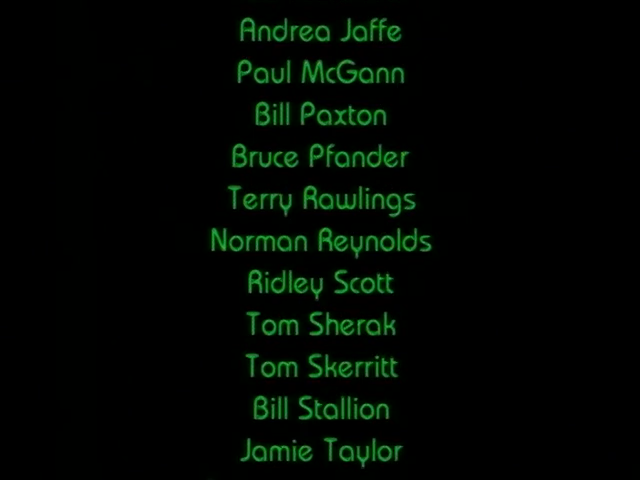 Andrea Jaffe
Paul McGann
Bill Paxton
Bruce Pfander
Terry Rawlings
Norman Reynolds
Ridley Scott
Tom Sherak
Tom Skerritt
Bill Stallion
Jamie Taylor